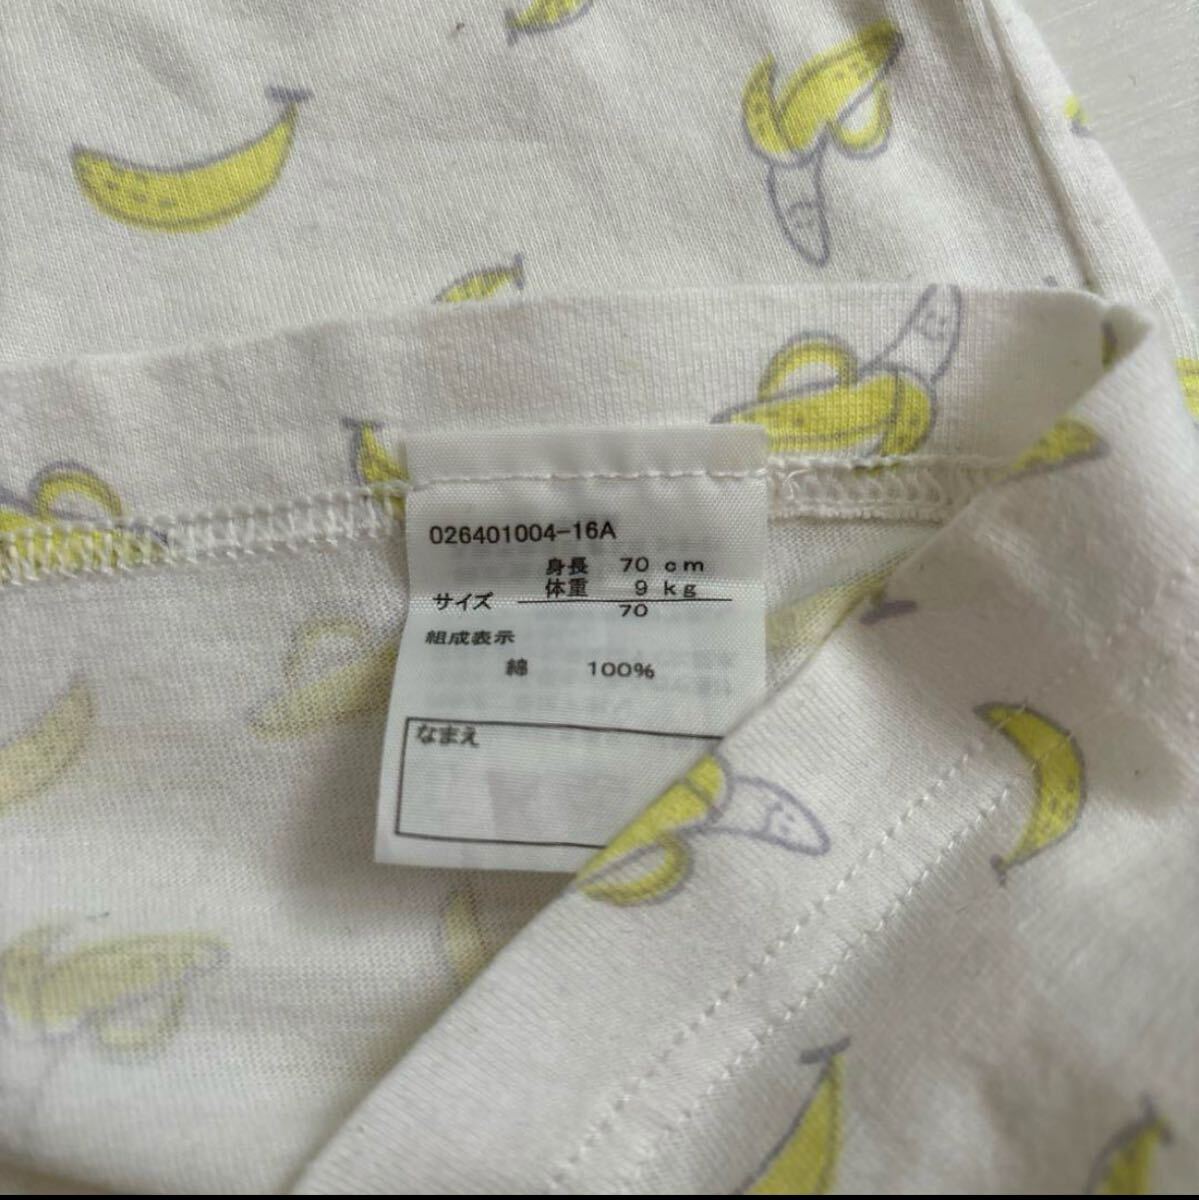 026401004-16A
身長 70 cm
体重 9 kg
サイズ
70
組成表示
綿 100%
なまえ